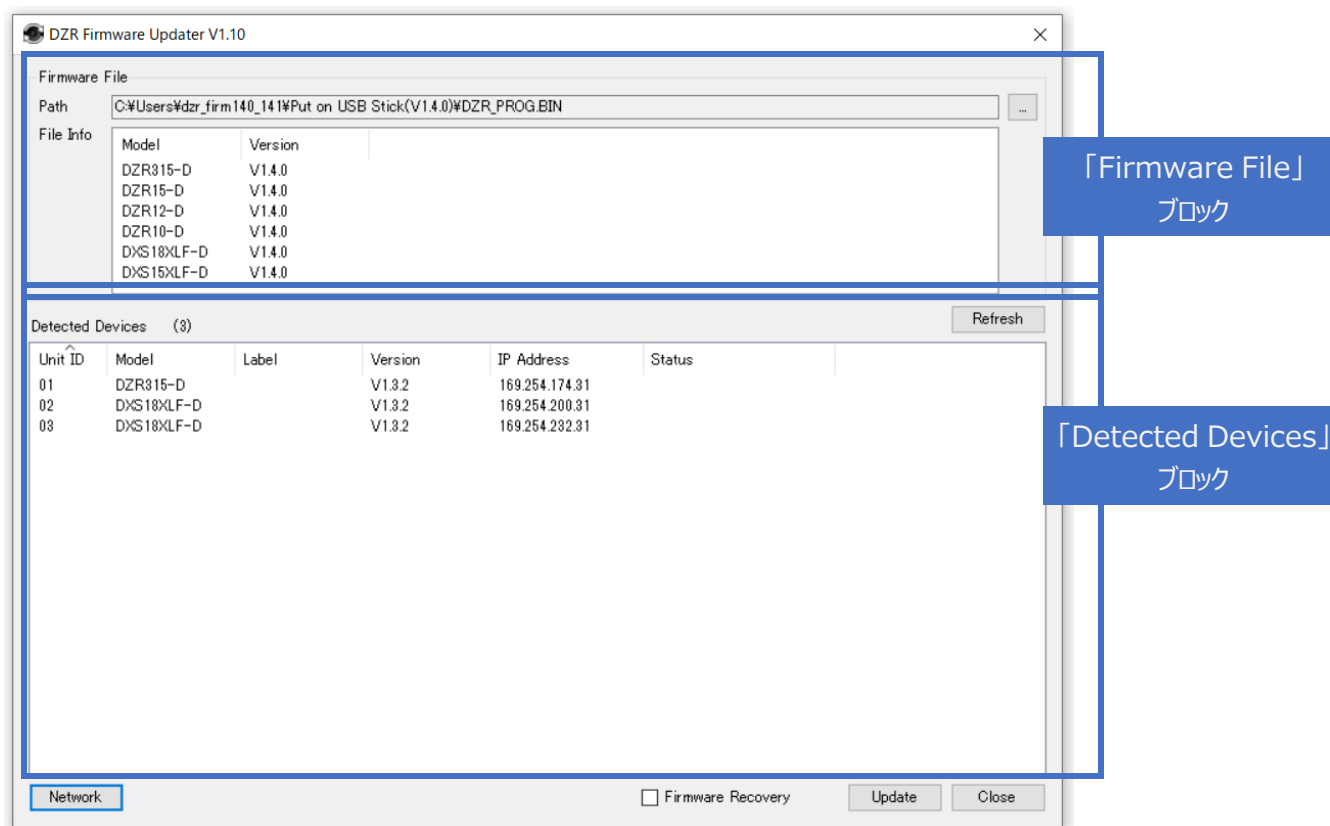 DZR Firmware Updater V1.10
Firmware File
Path C:¥Users¥dzr_firm140_141¥Put on USB Stick(V1.4.0)¥DZR_PROG.BIN ...
File Info
Model Version
DZR315-D V1.4.0
DZR15-D V1.4.0
DZR12-D V1.4.0
DZR10-D V1.4.0
DXS18XLF-D V1.4.0
DXS15XLF-D V1.4.0
「Firmware File」
ブロック
Detected Devices (3) Refresh
Unit ID Model Label Version IP Address Status
01 DZR315-D V1.3.2 169.254.174.31
02 DXS18XLF-D V1.3.2 169.254.200.31
03 DXS18XLF-D V1.3.2 169.254.232.31
「Detected Devices」
ブロック
Network Firmware Recovery Update Close